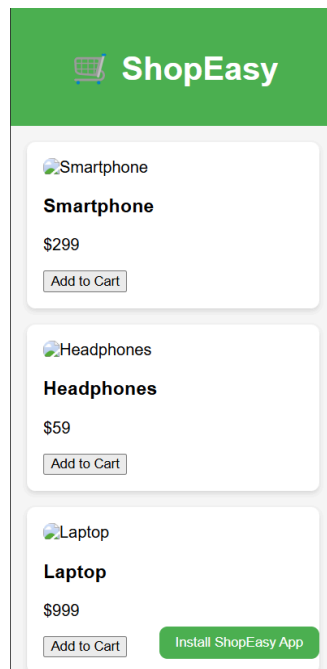 🛒 ShopEasy
Smartphone
Smartphone
$299
Add to Cart
Headphones
Headphones
$59
Add to Cart
Laptop
Laptop
$999
Add to Cart
Install ShopEasy App